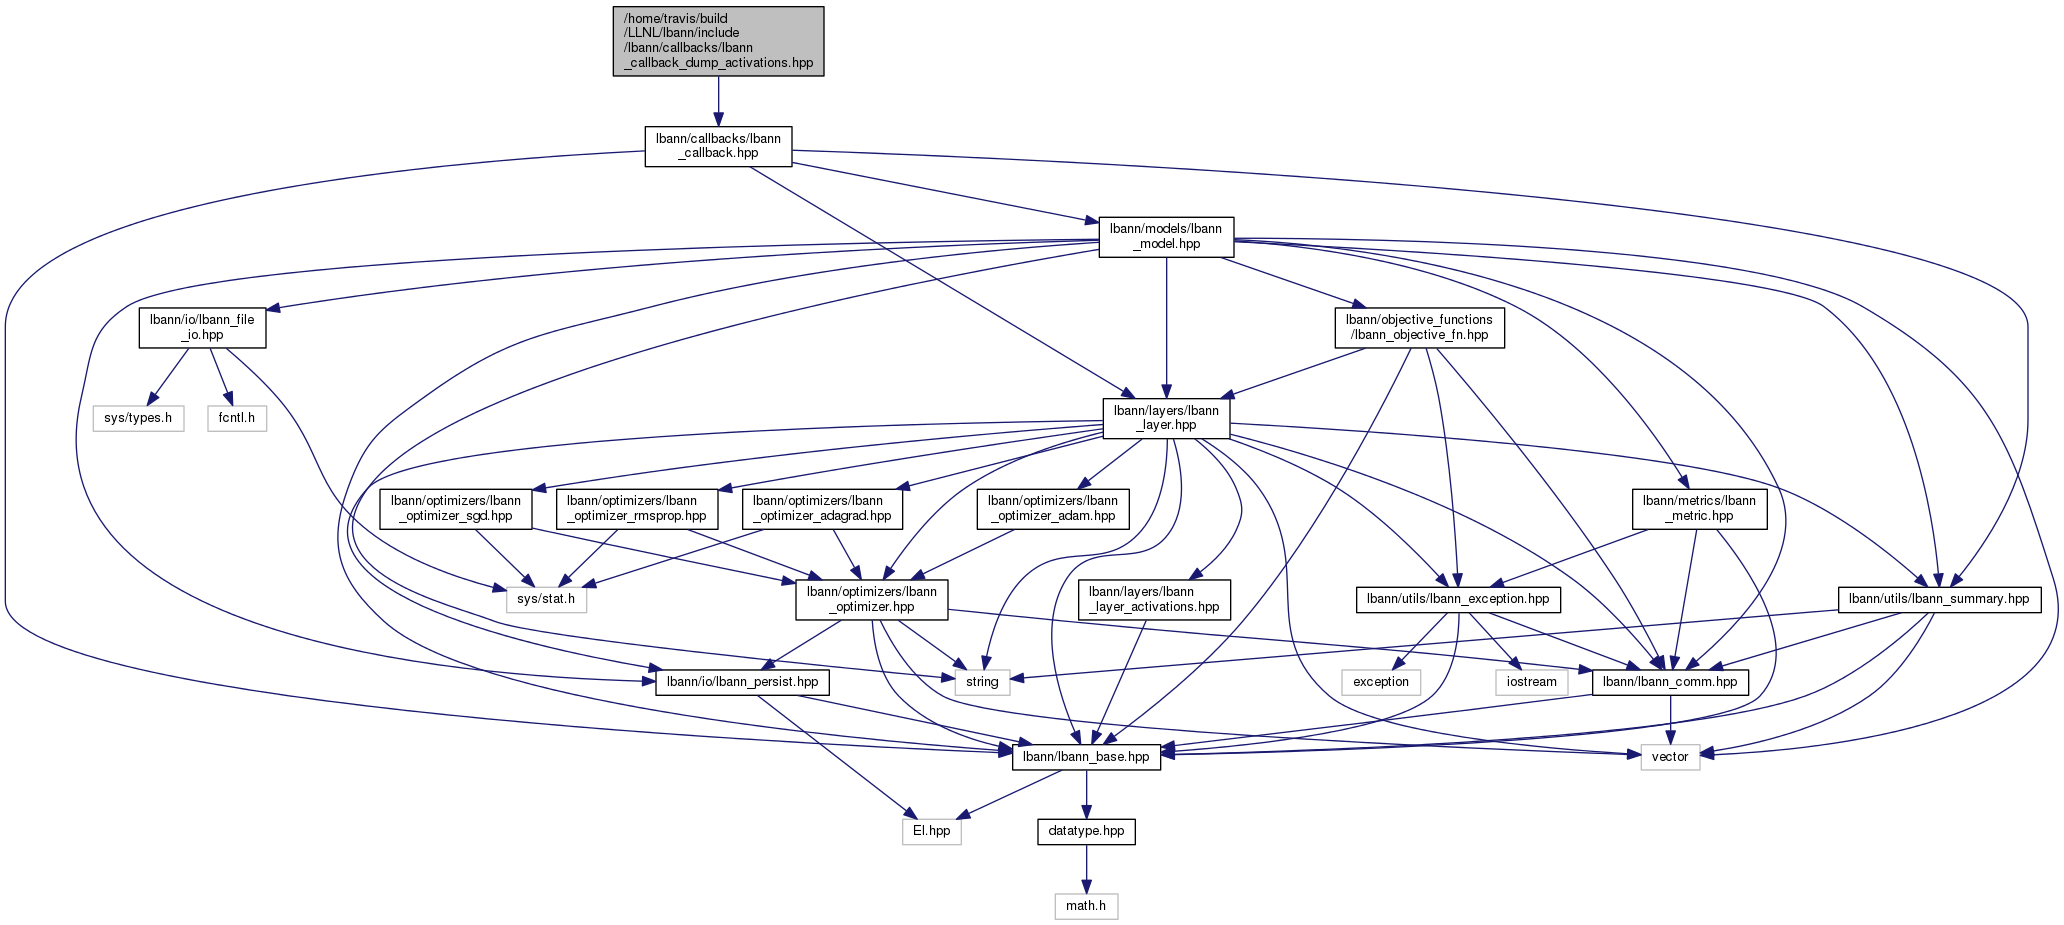 /home/travis/build
/LLNL/lbann/include
/lbann/callbacks/lbann
_callback_dump_activations.hpp
lbann/callbacks/lbann
_callback.hpp
lbann/models/lbann
_model.hpp
lbann/io/lbann_file
_io.hpp
lbann/objective_functions
/lbann_objective_fn.hpp
sys/types.h
fcntl.h
lbann/layers/lbann
_layer.hpp
lbann/optimizers/lbann
_optimizer_sgd.hpp
lbann/optimizers/lbann
_optimizer_rmsprop.hpp
lbann/optimizers/lbann
_optimizer_adagrad.hpp
lbann/optimizers/lbann
_optimizer_adam.hpp
lbann/metrics/lbann
_metric.hpp
sys/stat.h
lbann/optimizers/lbann
_optimizer.hpp
lbann/layers/lbann
_layer_activations.hpp
lbann/utils/lbann_exception.hpp
lbann/utils/lbann_summary.hpp
lbann/io/lbann_persist.hpp
string
exception
iostream
lbann/lbann_comm.hpp
lbann/lbann_base.hpp
vector
El.hpp
datatype.hpp
math.h